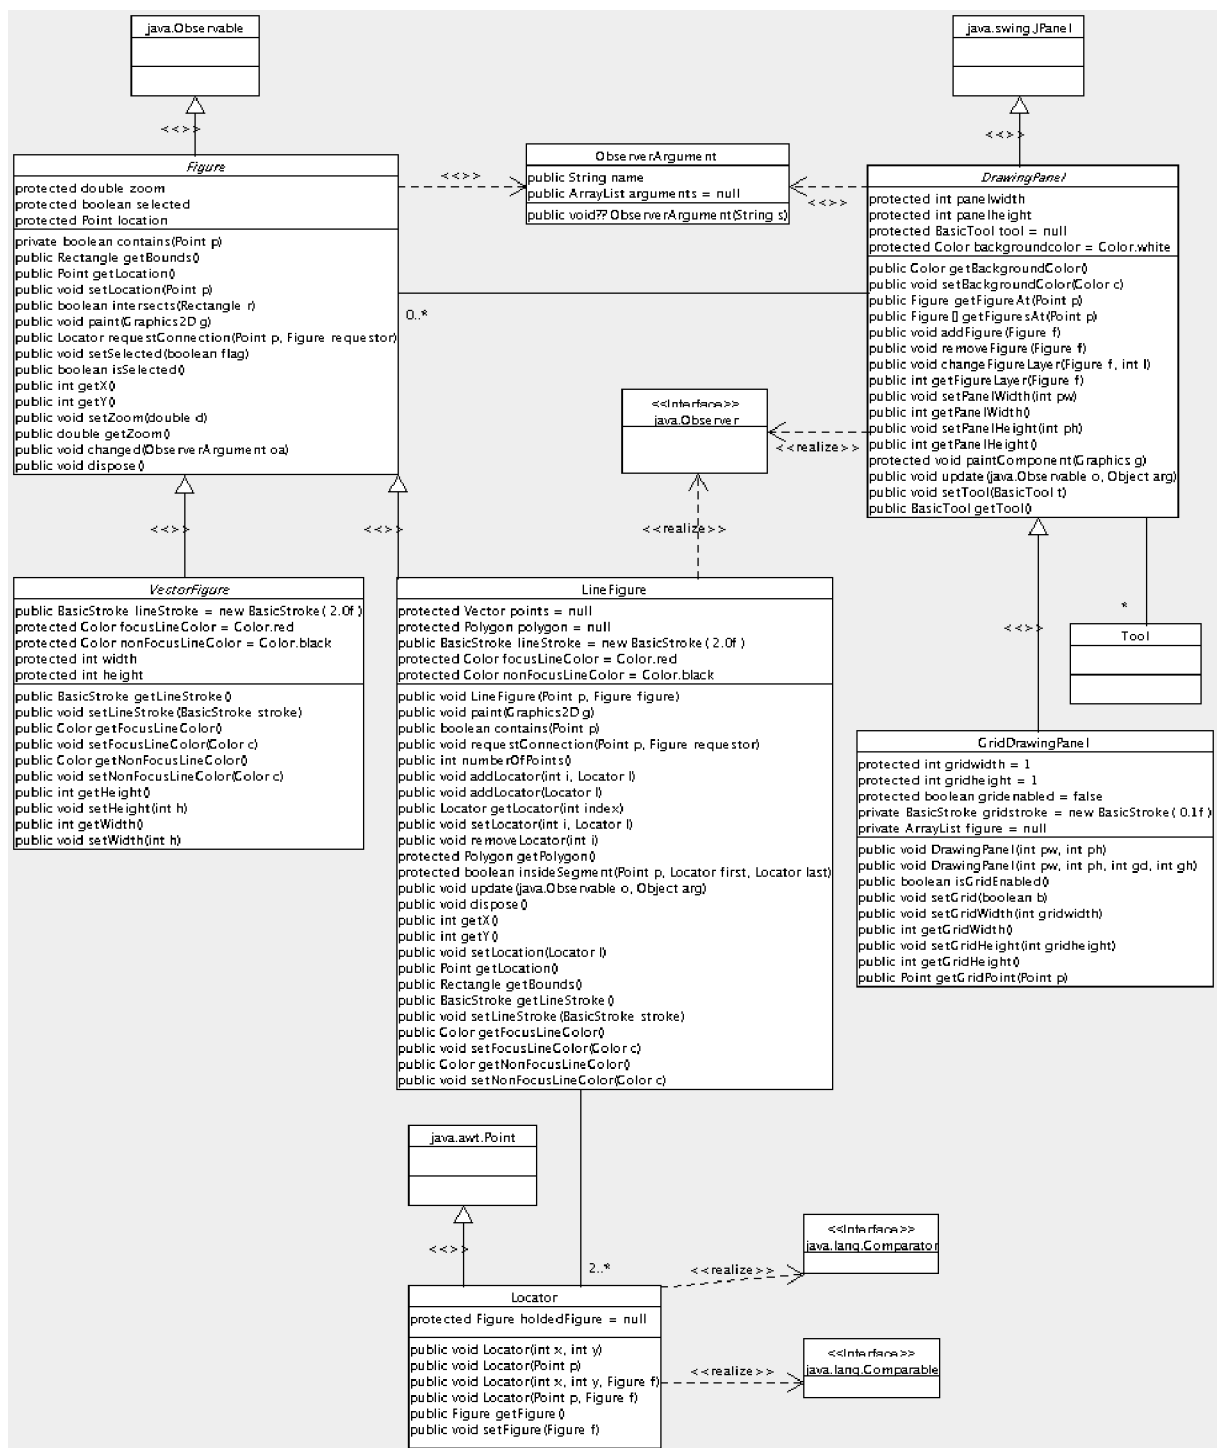 java.Observable
java.swing.JPanel
<<>>
<<>>
Figure
protected double zoom
protected boolean selected
protected Point location
private boolean contains(Point p)
public Rectangle getBounds()
public Point getLocation()
public void setLocation(Point p)
public boolean intersects(Rectangle r)
public void paint(Graphics2D g)
public Locator requestConnection(Point p, Figure requestor)
public void setSelected(boolean flag)
public boolean isSelected()
public int getX()
public int getY()
public void setZoom(double d)
public double getZoom()
public void changed(ObserverArgument oa)
public void dispose()
<<>>
ObserverArgument
public String name
public ArrayList arguments = null
public void?? ObserverArgument(String s)
<<>>
DrawingPanel
protected int panelwidth
protected int panelheight
protected BasicTool tool = null
protected Color backgroundcolor = Color.white
public Color getBackgroundColor()
public void setBackgroundColor(Color c)
public Figure getFigureAt(Point p)
public Figure[] getFiguresAt(Point p)
public void addFigure(Figure f)
public void removeFigure(Figure f)
public void changeFigureLayer(Figure f, int l)
public int getFigureLayer(Figure f)
public void setPanelWidth(int pw)
public int getPanelWidth()
public void setPanelHeight(int ph)
public int getPanelHeight()
protected void paintComponent(Graphics g)
public void update(java.Observable o, Object arg)
public void setTool(BasicTool t)
public BasicTool getTool()
0..*
<<Interface>>
java.Observer
<<realize>>
<<>>
<<>>
<<realize>>
VectorFigure
public BasicStroke lineStroke = new BasicStroke( 2.0f )
protected Color focusLineColor = Color.red
protected Color nonFocusLineColor = Color.black
protected int width
protected int height
public BasicStroke getLineStroke()
public void setLineStroke(BasicStroke stroke)
public Color getFocusLineColor()
public void setFocusLineColor(Color c)
public Color getNonFocusLineColor()
public void setNonFocusLineColor(Color c)
public int getHeight()
public void setHeight(int h)
public int getWidth()
public void setWidth(int h)
LineFigure
protected Vector points = null
protected Polygon polygon = null
public BasicStroke lineStroke = new BasicStroke( 2.0f )
protected Color focusLineColor = Color.red
protected Color nonFocusLineColor = Color.black
public void LineFigure(Point p, Figure figure)
public void paint(Graphics2D g)
public boolean contains(Point p)
public void requestConnection(Point p, Figure requestor)
public int numberOfPoints()
public void addLocator(int i, Locator l)
public void addLocator(Locator l)
public Locator getLocator(int index)
public void setLocator(int i, Locator l)
public void removeLocator(int i)
protected Polygon getPolygon()
protected boolean insideSegment(Point p, Locator first, Locator last)
public void update(java.Observable o, Object arg)
public void dispose()
public int getX()
public int getY()
public void setLocation(Locator l)
public Point getLocation()
public Rectangle getBounds()
public BasicStroke getLineStroke()
public void setLineStroke(BasicStroke stroke)
public Color getFocusLineColor()
public void setFocusLineColor(Color c)
public Color getNonFocusLineColor()
public void setNonFocusLineColor(Color c)
<<>>
*
Tool
GridDrawingPanel
protected int gridwidth = 1
protected int gridheight = 1
protected boolean gridenabled = false
private BasicStroke gridstroke = new BasicStroke( 0.1f )
private ArrayList figure = null
public void DrawingPanel(int pw, int ph)
public void DrawingPanel(int pw, int ph, int gd, int gh)
public boolean isGridEnabled()
public void setGrid(boolean b)
public void setGridWidth(int gridwidth)
public int getGridWidth()
public void setGridHeight(int gridheight)
public int getGridHeight()
public Point getGridPoint(Point p)
java.awt.Point
<<>>
2..*
Locator
protected Figure holdedFigure = null
public void Locator(int x, int y)
public void Locator(Point p)
public void Locator(int x, int y, Figure f)
public void Locator(Point p, Figure f)
public Figure getFigure()
public void setFigure(Figure f)
<<realize>>
<<Interface>>
java.lang.Comparator
<<realize>>
<<Interface>>
java.lang.Comparable